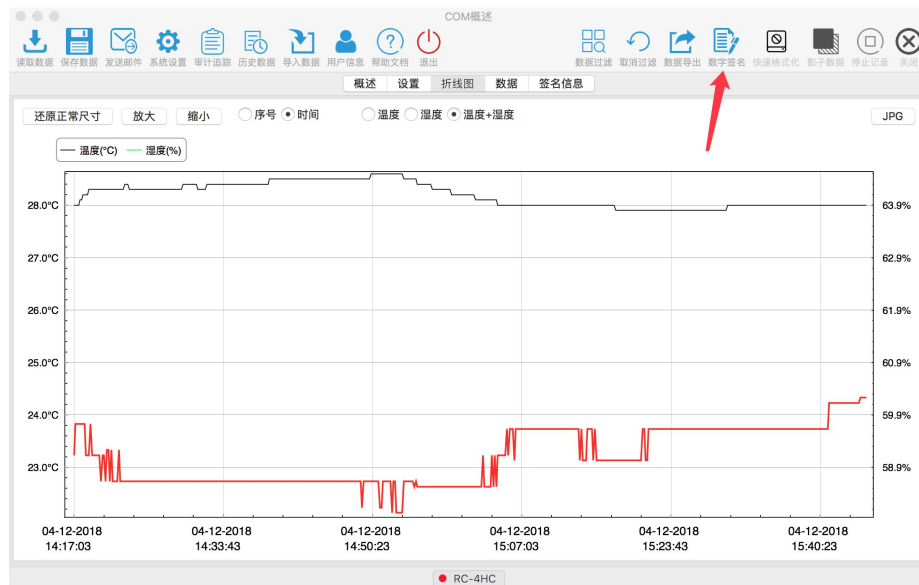 COM概述
读取数据 保存数据 发送邮件 系统设置 审计追踪 历史数据 导入数据 用户信息 帮助文档 退出 数据过滤 取消过滤 数据导出 数字签名 快速格式化 影子数据 停止记录 关闭
概述 设置 折线图 数据 签名信息
还原正常尺寸 放大 缩小 序号 时间 温度 湿度 温度+湿度 JPG
温度(°C) 湿度(%)
28.0°C 63.9%
27.0°C 62.9%
26.0°C 61.9%
25.0°C 60.9%
24.0°C 59.9%
23.0°C 58.9%
04-12-2018 04-12-2018 04-12-2018 04-12-2018 04-12-2018 04-12-2018
14:17:03 14:33:43 14:50:23 15:07:03 15:23:43 15:40:23
RC-4HC